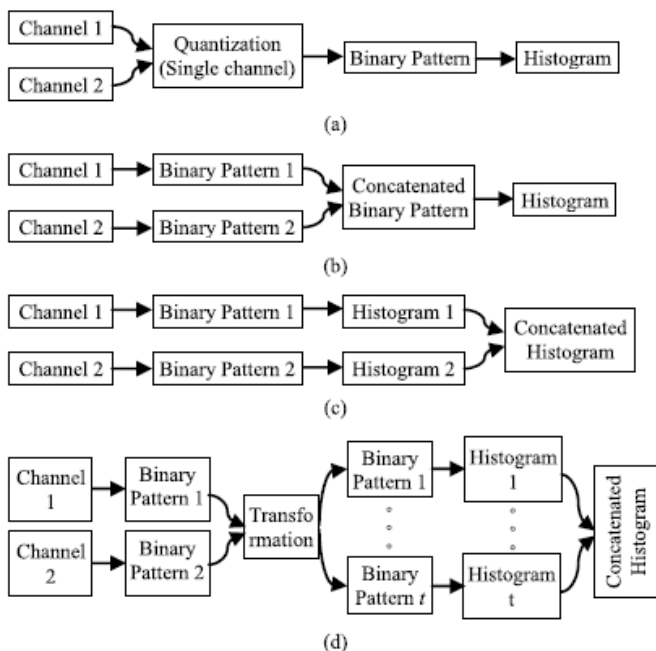 Channel 1
Channel 2
Quantization
(Single channel)
Binary Pattern
Histogram
(a)
Channel 1
Binary Pattern 1
Channel 2
Binary Pattern 2
Concatenated
Binary Pattern
Histogram
(b)
Channel 1
Binary Pattern 1
Histogram 1
Channel 2
Binary Pattern 2
Histogram 2
Concatenated
Histogram
(c)
Channel
1
Binary
Pattern 1
Channel
2
Binary
Pattern 2
Transfo
rmation
Binary
Pattern 1
Histogram
1
Binary
Pattern t
Histogram
t
Concatenated
Histogram
(d)